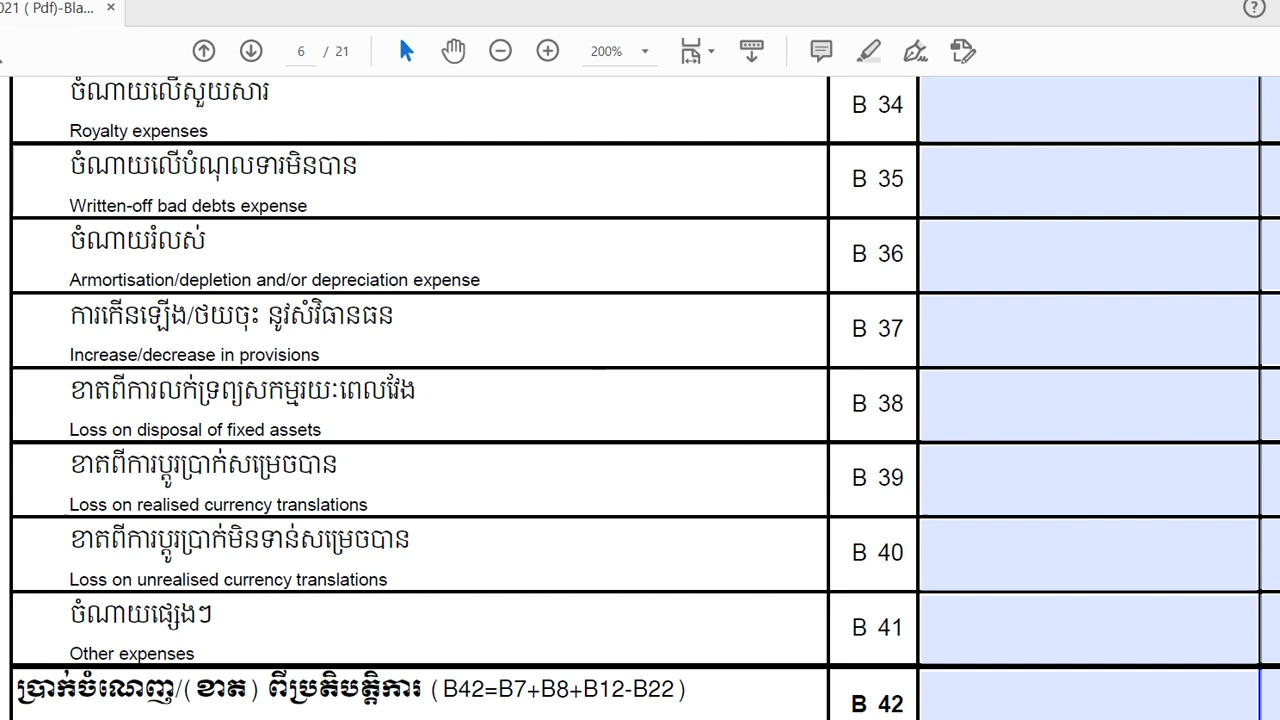 021 ( Pdf)-Bla... ×
6 / 21 200%
ចំណាយលើសួយសារ
Royalty expenses
B 34
ចំណាយលើបំណុលទារមិនបាន
Written-off bad debts expense
B 35
ចំណាយរំលស់
Armortisation/depletion and/or depreciation expense
B 36
ការកើនឡើង/ថយចុះ នូវសំវិធានធន
Increase/decrease in provisions
B 37
ខាតពីការលក់ទ្រព្យសកម្មរយៈពេលវែង
Loss on disposal of fixed assets
B 38
ខាតពីការប្តូរប្រាក់សម្រេចបាន
Loss on realised currency translations
B 39
ខាតពីការប្តូរប្រាក់មិនទាន់សម្រេចបាន
Loss on unrealised currency translations
B 40
ចំណាយផ្សេងៗ
Other expenses
B 41
ប្រាក់ចំណេញ/( ខាត ) ពីប្រតិបត្តិការ ( B42=B7+B8+B12-B22 )
B 42